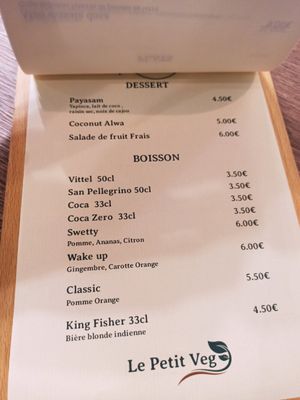 DESSERT
Payasam 4.50€
Tapioca, lait de coco,
raisin sec, noix de cajou
Coconut Alwa 5.00€
Salade de fruit Frais 6.00€
BOISSON
Vittel 50cl 3.50€
San Pellegrino 50cl 3.50€
Coca 33cl 3.50€
Coca Zero 33cl 3.50€
Swetty 6.00€
Pomme, Ananas, Citron
Wake up 6.00€
Gingembre, Carotte Orange
Classic 5.50€
Pomme Orange
King Fisher 33cl 4.50€
Bière blonde indienne
Le Petit Veg